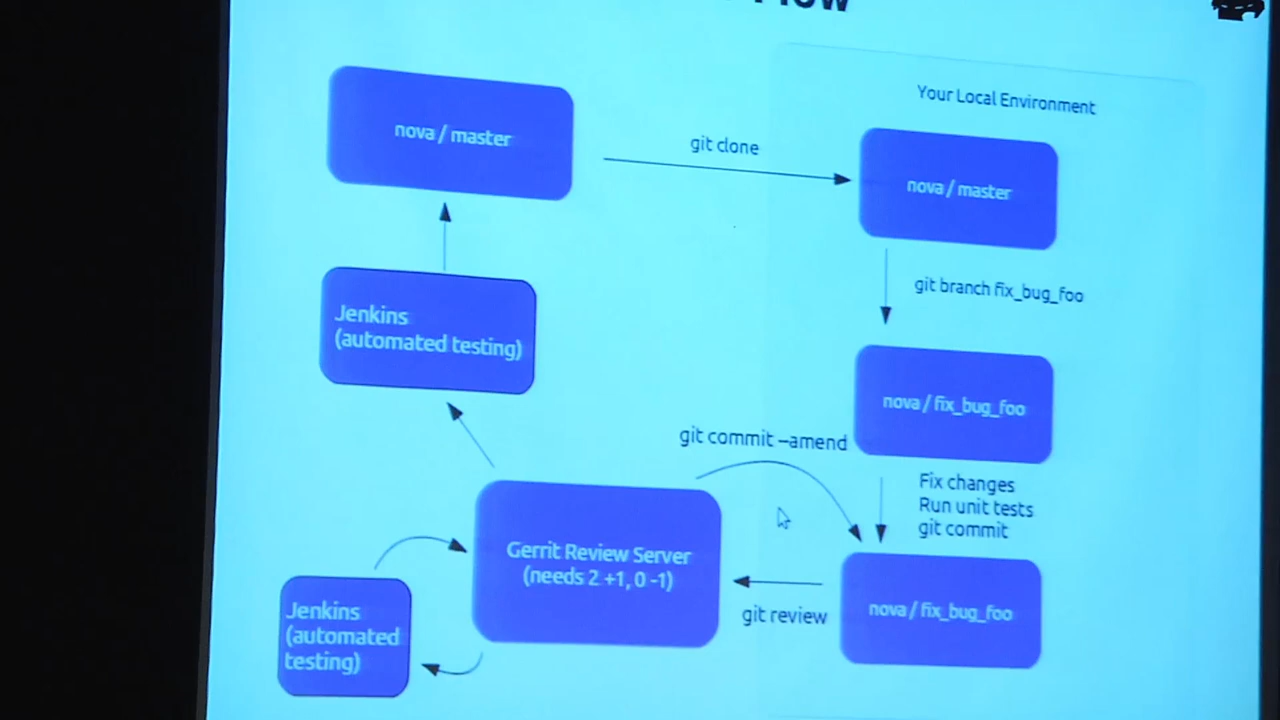 Flow
Your Local Environment
nova / master
git clone
nova / master
git branch fix_bug_foo
Jenkins
(automated testing)
nova / fix_bug_foo
git commit –amend
Fix changes
Run unit tests
git commit
Gerrit Review Server
(needs 2 +1, 0 -1)
git review
nova / fix_bug_foo
Jenkins
(automated
testing)